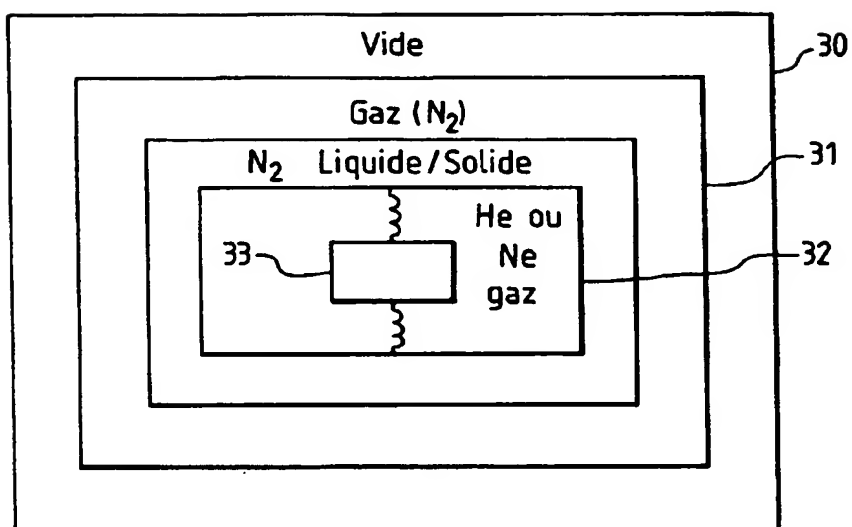 Vide
30
Gaz (N₂)
31
N₂ Liquide/Solide
33
He ou
Ne
gaz
32